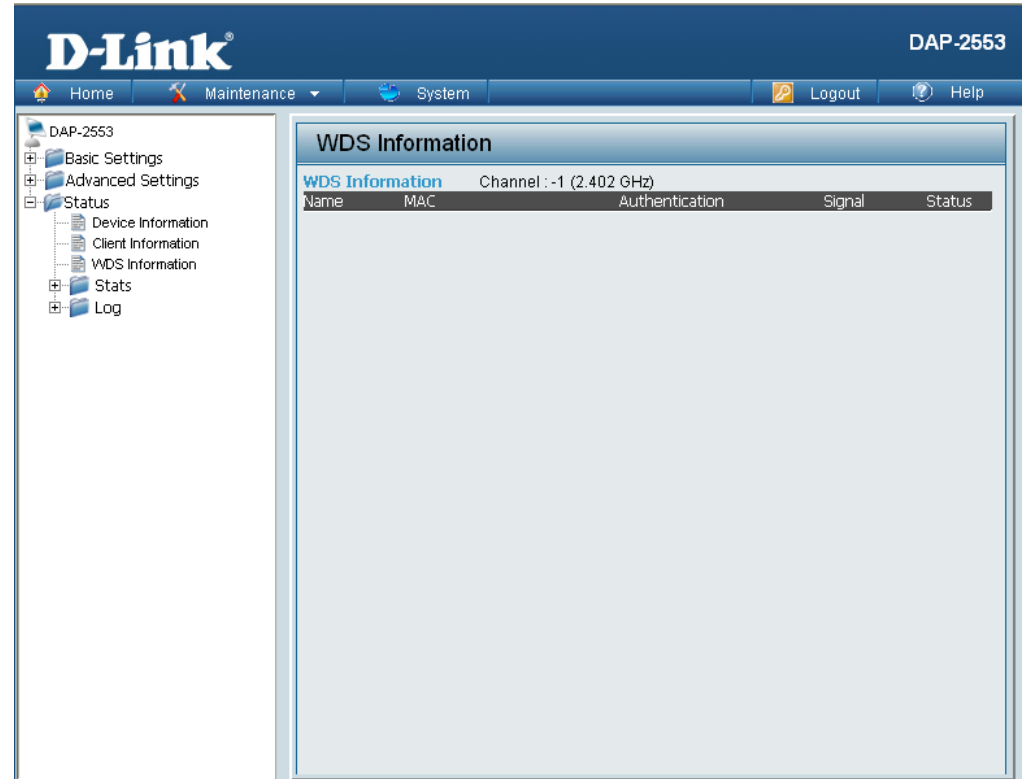 D-Link®
DAP-2553
Home Maintenance System Logout Help
DAP-2553
Basic Settings
Advanced Settings
Status
Device Information
Client Information
WDS Information
Stats
Log
WDS Information
WDS Information Channel : -1 (2.402 GHz)
Name MAC Authentication Signal Status